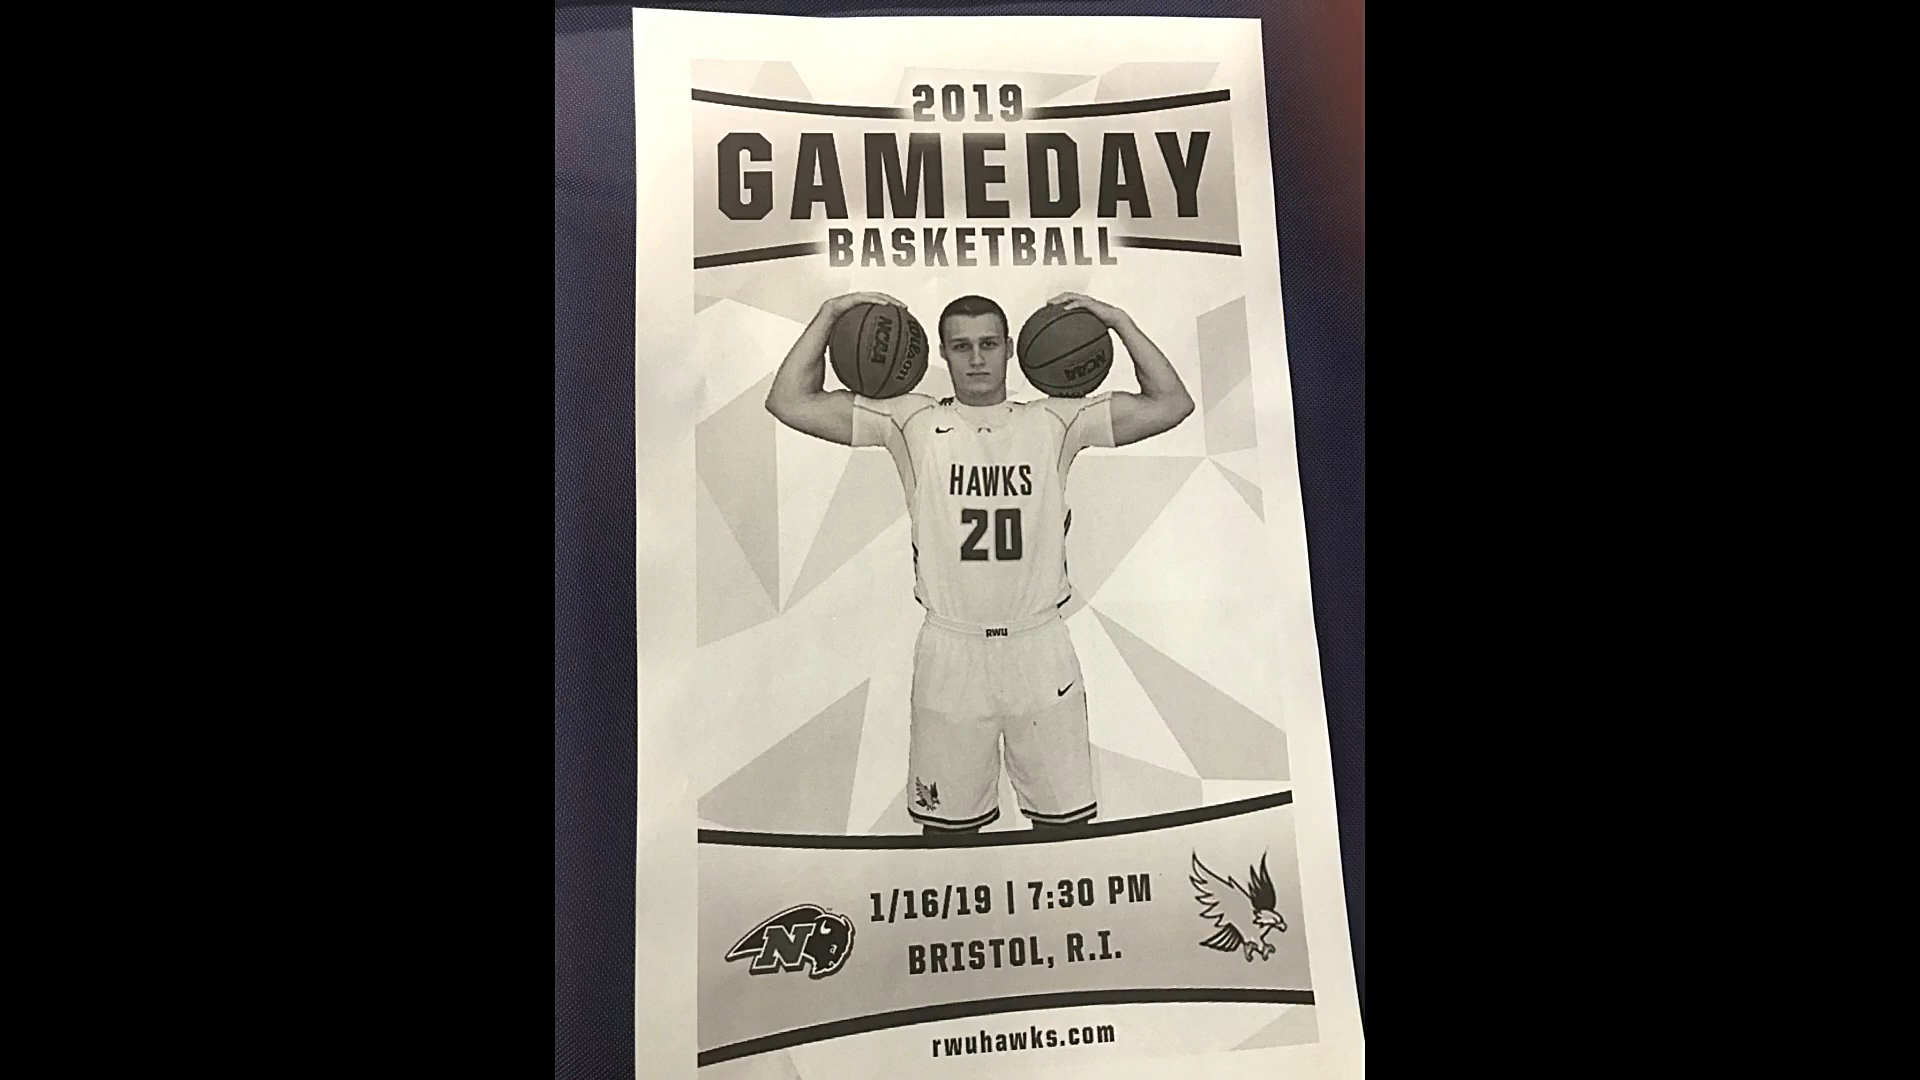 2019
GAMEDAY
BASKETBALL
NCAA
Wilson
NCAA
HAWKS
20
RWU
N
1/16/19 | 7:30 PM
BRISTOL, R.I.
rwuhawks.com